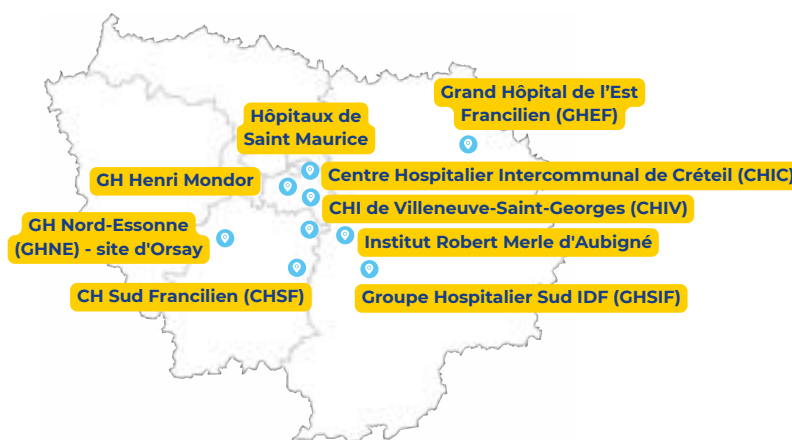 Grand Hôpital de l’Est
Francilien (GHEF)
Hôpitaux de
Saint Maurice
GH Henri Mondor
Centre Hospitalier Intercommunal de Créteil (CHIC)
CHI de Villeneuve-Saint-Georges (CHIV)
GH Nord-Essonne
(GHNE) - site d'Orsay
Institut Robert Merle d'Aubigné
CH Sud Francilien (CHSF)
Groupe Hospitalier Sud IDF (GHSIF)